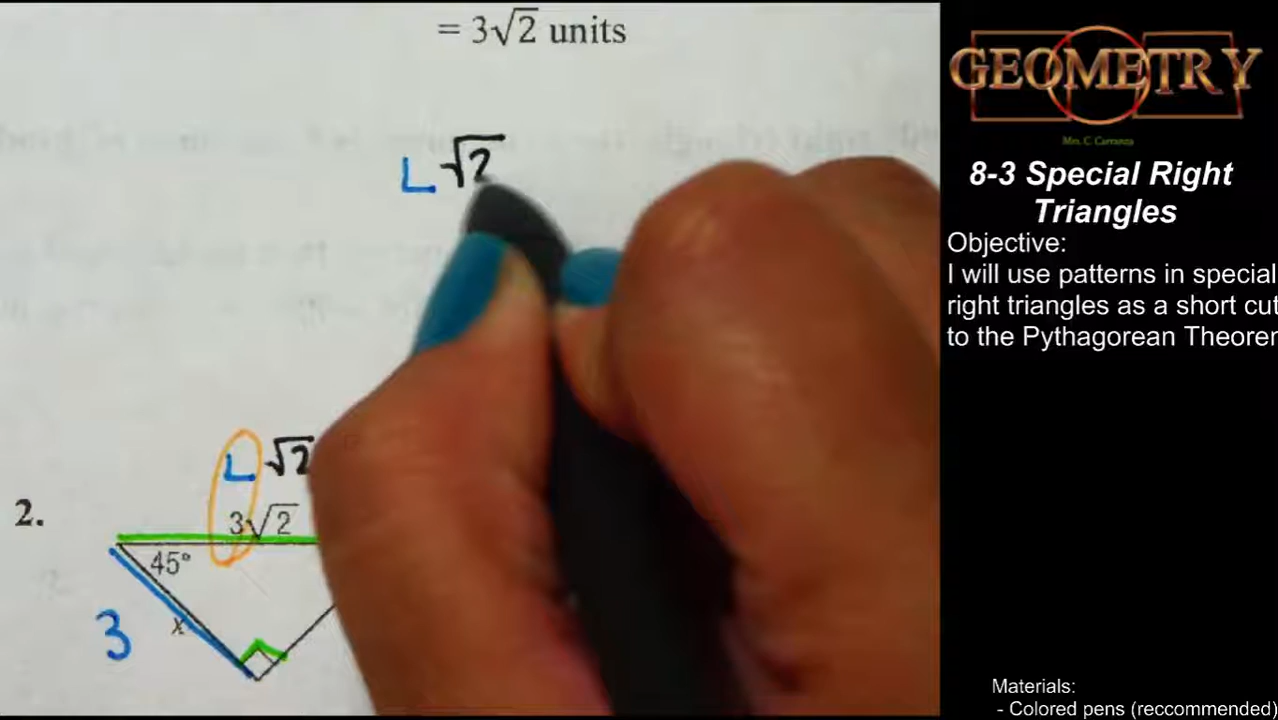 = 3√2 units
L √2
L √2
2.
3√2
45°
3
x
GEOMETRY
Mrs. C Carranza
8-3 Special Right
Triangles
Objective:
I will use patterns in special
right triangles as a short cut
to the Pythagorean Theorem
Materials:
- Colored pens (reccommended)